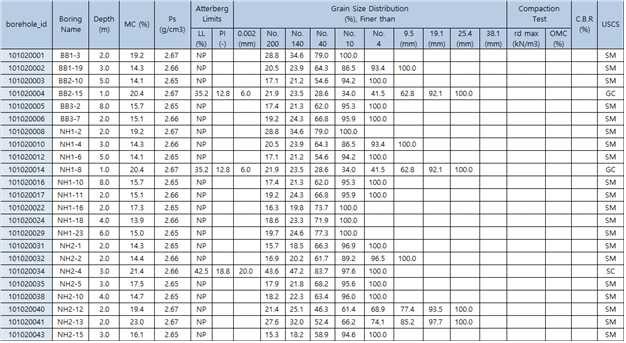 borehole_id Boring Name Depth (m) MC (%) Ps (g/cm3) Atterberg Limits Grain Size Distribution (%), Finer than Compaction Test C.B.R (%) USCS
LL (%) PI (-) 0.002 (mm) No. 200 No. 140 No. 40 No. 10 No. 4 9.5 (mm) 19.1 (mm) 25.4 (mm) 38.1 (mm) rd max (kN/m3) OMC (%)
101020001 BB1-3 2.0 19.2 2.67 NP 28.8 34.6 79.0 100.0 SM
101020002 BB1-19 3.0 14.3 2.66 NP 20.5 23.9 64.3 86.5 93.4 100.0 SM
101020003 BB2-10 5.0 14.1 2.65 NP 17.1 21.2 54.6 94.2 100.0 SM
101020004 BB2-15 1.0 20.4 2.67 35.2 12.8 6.0 21.9 23.5 28.6 34.0 41.5 62.8 92.1 100.0 GC
101020005 BB3-2 8.0 15.7 2.65 NP 17.4 21.3 62.0 95.3 100.0 SM
101020006 BB3-7 2.0 15.1 2.66 NP 19.2 24.3 66.8 95.9 100.0 SM
101020008 NH1-2 2.0 19.2 2.67 NP 28.8 34.6 79.0 100.0 SM
101020010 NH1-4 3.0 14.3 2.66 NP 20.5 23.9 64.3 86.5 93.4 100.0 SM
101020012 NH1-6 5.0 14.1 2.65 NP 17.1 21.2 54.6 94.2 100.0 SM
101020014 NH1-8 1.0 20.4 2.67 35.2 12.8 6.0 21.9 23.5 28.6 34.0 41.5 62.8 92.1 100.0 GC
101020016 NH1-10 8.0 15.7 2.65 NP 17.4 21.3 62.0 95.3 100.0 SM
101020017 NH1-11 2.0 15.1 2.66 NP 19.2 24.3 66.8 95.9 100.0 SM
101020022 NH1-16 2.0 17.3 2.65 NP 16.3 19.8 73.7 100.0 SM
101020024 NH1-18 4.0 13.9 2.65 NP 18.6 23.3 71.9 100.0 SM
101020029 NH1-23 6.0 15.0 2.65 NP 19.7 24.6 77.3 100.0 SM
101020031 NH2-1 2.0 14.3 2.65 NP 15.7 18.5 66.3 96.9 100.0 SM
101020032 NH2-2 2.0 14.4 2.66 NP 16.9 20.2 61.7 89.2 96.5 100.0 SM
101020034 NH2-4 3.0 21.4 2.66 42.5 18.8 20.0 43.6 47.2 83.7 97.6 100.0 SC
101020035 NH2-5 3.0 17.5 2.65 NP 17.9 21.8 68.2 95.6 100.0 SM
101020038 NH2-10 4.0 14.7 2.65 NP 18.2 22.3 63.4 96.0 100.0 SM
101020040 NH2-12 2.0 19.4 2.67 NP 21.4 25.1 46.3 61.4 68.9 77.4 93.5 100.0 SM
101020041 NH2-13 2.0 23.0 2.67 NP 27.6 32.0 52.4 66.2 74.1 85.2 97.7 100.0 SM
101020043 NH2-15 3.0 16.1 2.65 NP 15.3 18.2 58.9 94.6 100.0 SM